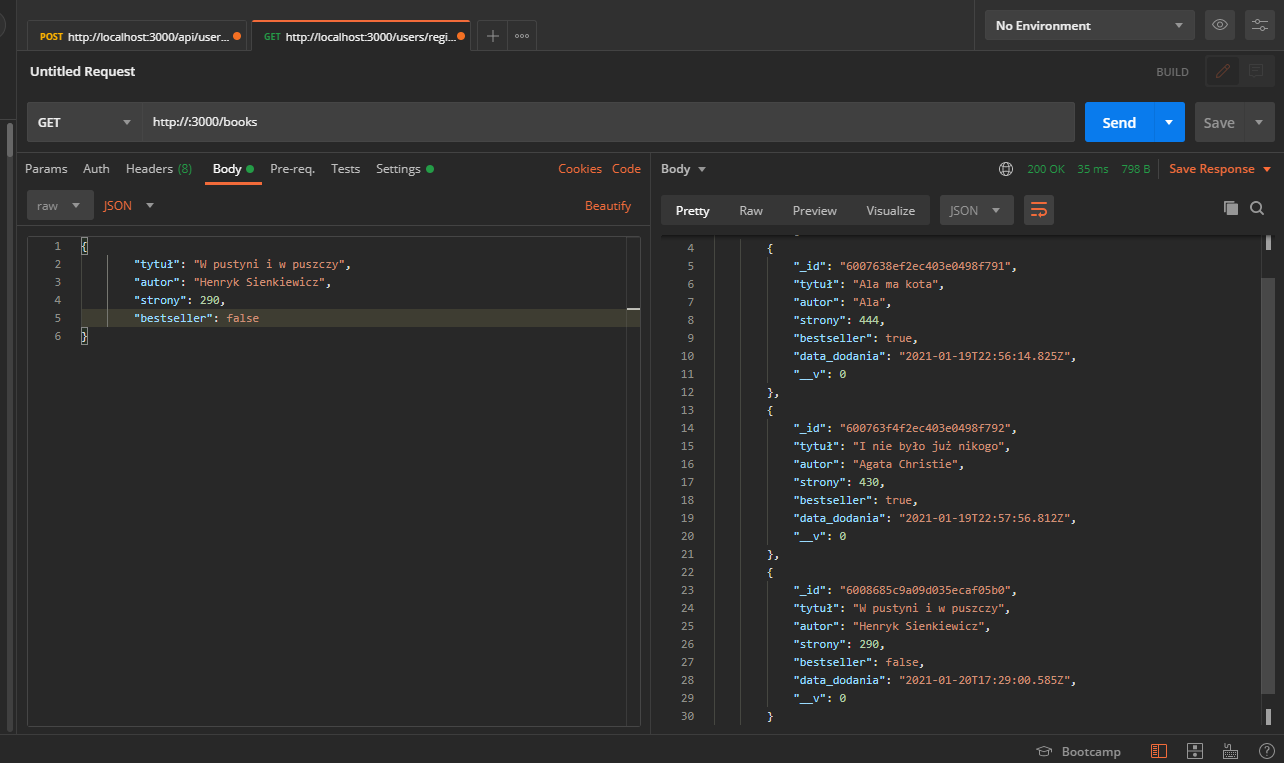 POST http://localhost:3000/api/user...
GET http://localhost:3000/users/regi...
No Environment
Untitled Request
BUILD
GET
http://:3000/books
Send
Save
Params Auth Headers (8) Body Pre-req. Tests Settings
Cookies Code
raw
JSON
Beautify
1 {
2 "tytuł": "W pustyni i w puszczy",
3 "autor": "Henryk Sienkiewicz",
4 "strony": 290,
5 "bestseller": false
6 }
Body
200 OK 35 ms 798 B Save Response
Pretty Raw Preview Visualize JSON
4 {
5 "_id": "6007638ef2ec403e0498f791",
6 "tytuł": "Ala ma kota",
7 "autor": "Ala",
8 "strony": 444,
9 "bestseller": true,
10 "data_dodania": "2021-01-19T22:56:14.825Z",
11 "__v": 0
12 },
13 {
14 "_id": "600763f4f2ec403e0498f792",
15 "tytuł": "I nie było już nikogo",
16 "autor": "Agata Christie",
17 "strony": 430,
18 "bestseller": true,
19 "data_dodania": "2021-01-19T22:57:56.812Z",
20 "__v": 0
21 },
22 {
23 "_id": "6008685c9a09d035ecaf05b0",
24 "tytuł": "W pustyni i w puszczy",
25 "autor": "Henryk Sienkiewicz",
26 "strony": 290,
27 "bestseller": false,
28 "data_dodania": "2021-01-20T17:29:00.585Z",
29 "__v": 0
30 }
Bootcamp